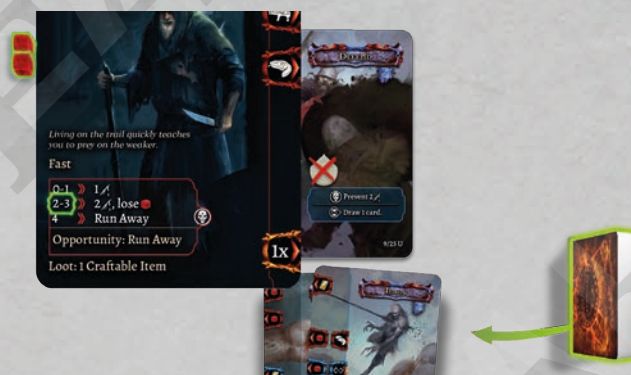 Living on the trail quickly teaches
you to prey on the weaker.
Fast
0-1 1
2-3 2, lose
4 Run Away
Opportunity: Run Away
Loot: 1 Craftable Item
1x
Prevent 2
Draw 1 card.
9/25 U